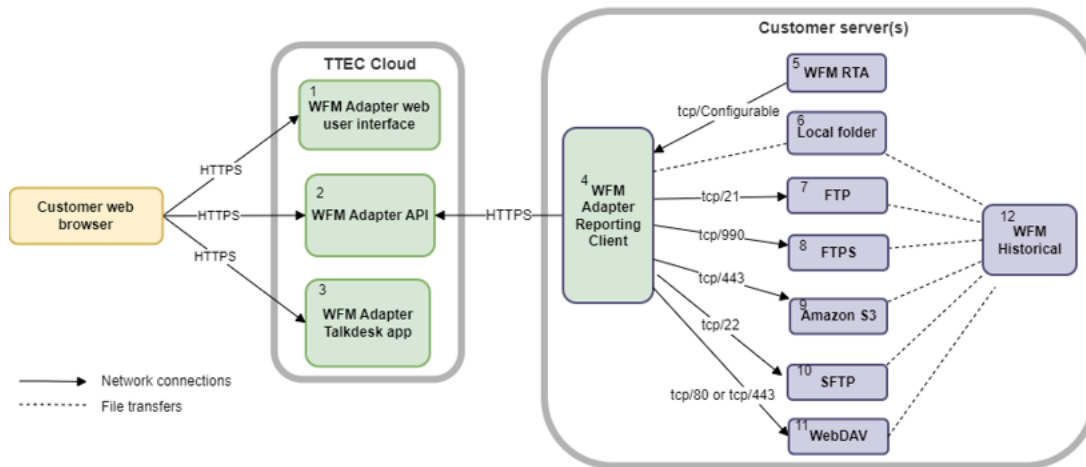 Customer server(s)
TTEC Cloud
1
WFM Adapter web
user interface
2
WFM Adapter API
3
WFM Adapter
Talkdesk app
HTTPS
HTTPS
HTTPS
Customer web
browser
HTTPS
4
WFM
Adapter
Reporting
Client
tcp/Configurable
tcp/21
tcp/990
tcp/443
tcp/22
tcp/80 or tcp/443
5
WFM RTA
6
Local folder
7
FTP
8
FTPS
9
Amazon S3
10
SFTP
11
WebDAV
12
WFM
Historical
Network connections
File transfers